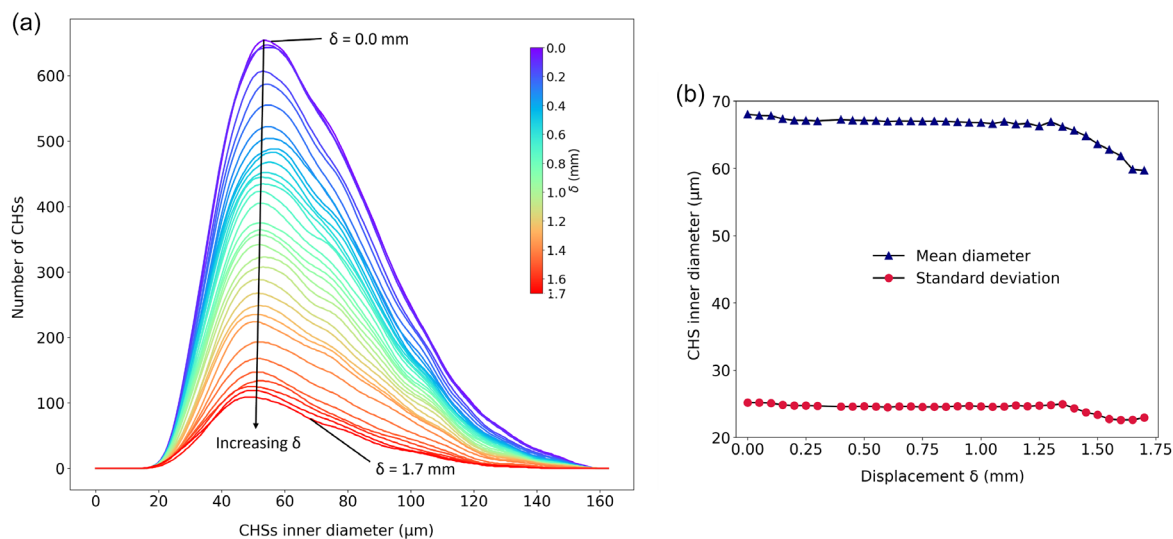 (a)
δ = 0.0 mm
600
500
400
300
200
100
0
Number of CHSs
0.0
0.2
0.4
0.6
0.8
1.0
1.2
1.4
1.6
1.7
δ (mm)
Increasing δ
δ = 1.7 mm
0 20 40 60 80 100 120 140 160
CHSs inner diameter (μm)
(b)
70
60
50
40
30
20
CHS inner diameter (μm)
Mean diameter
Standard deviation
0.00 0.25 0.50 0.75 1.00 1.25 1.50 1.75
Displacement δ (mm)